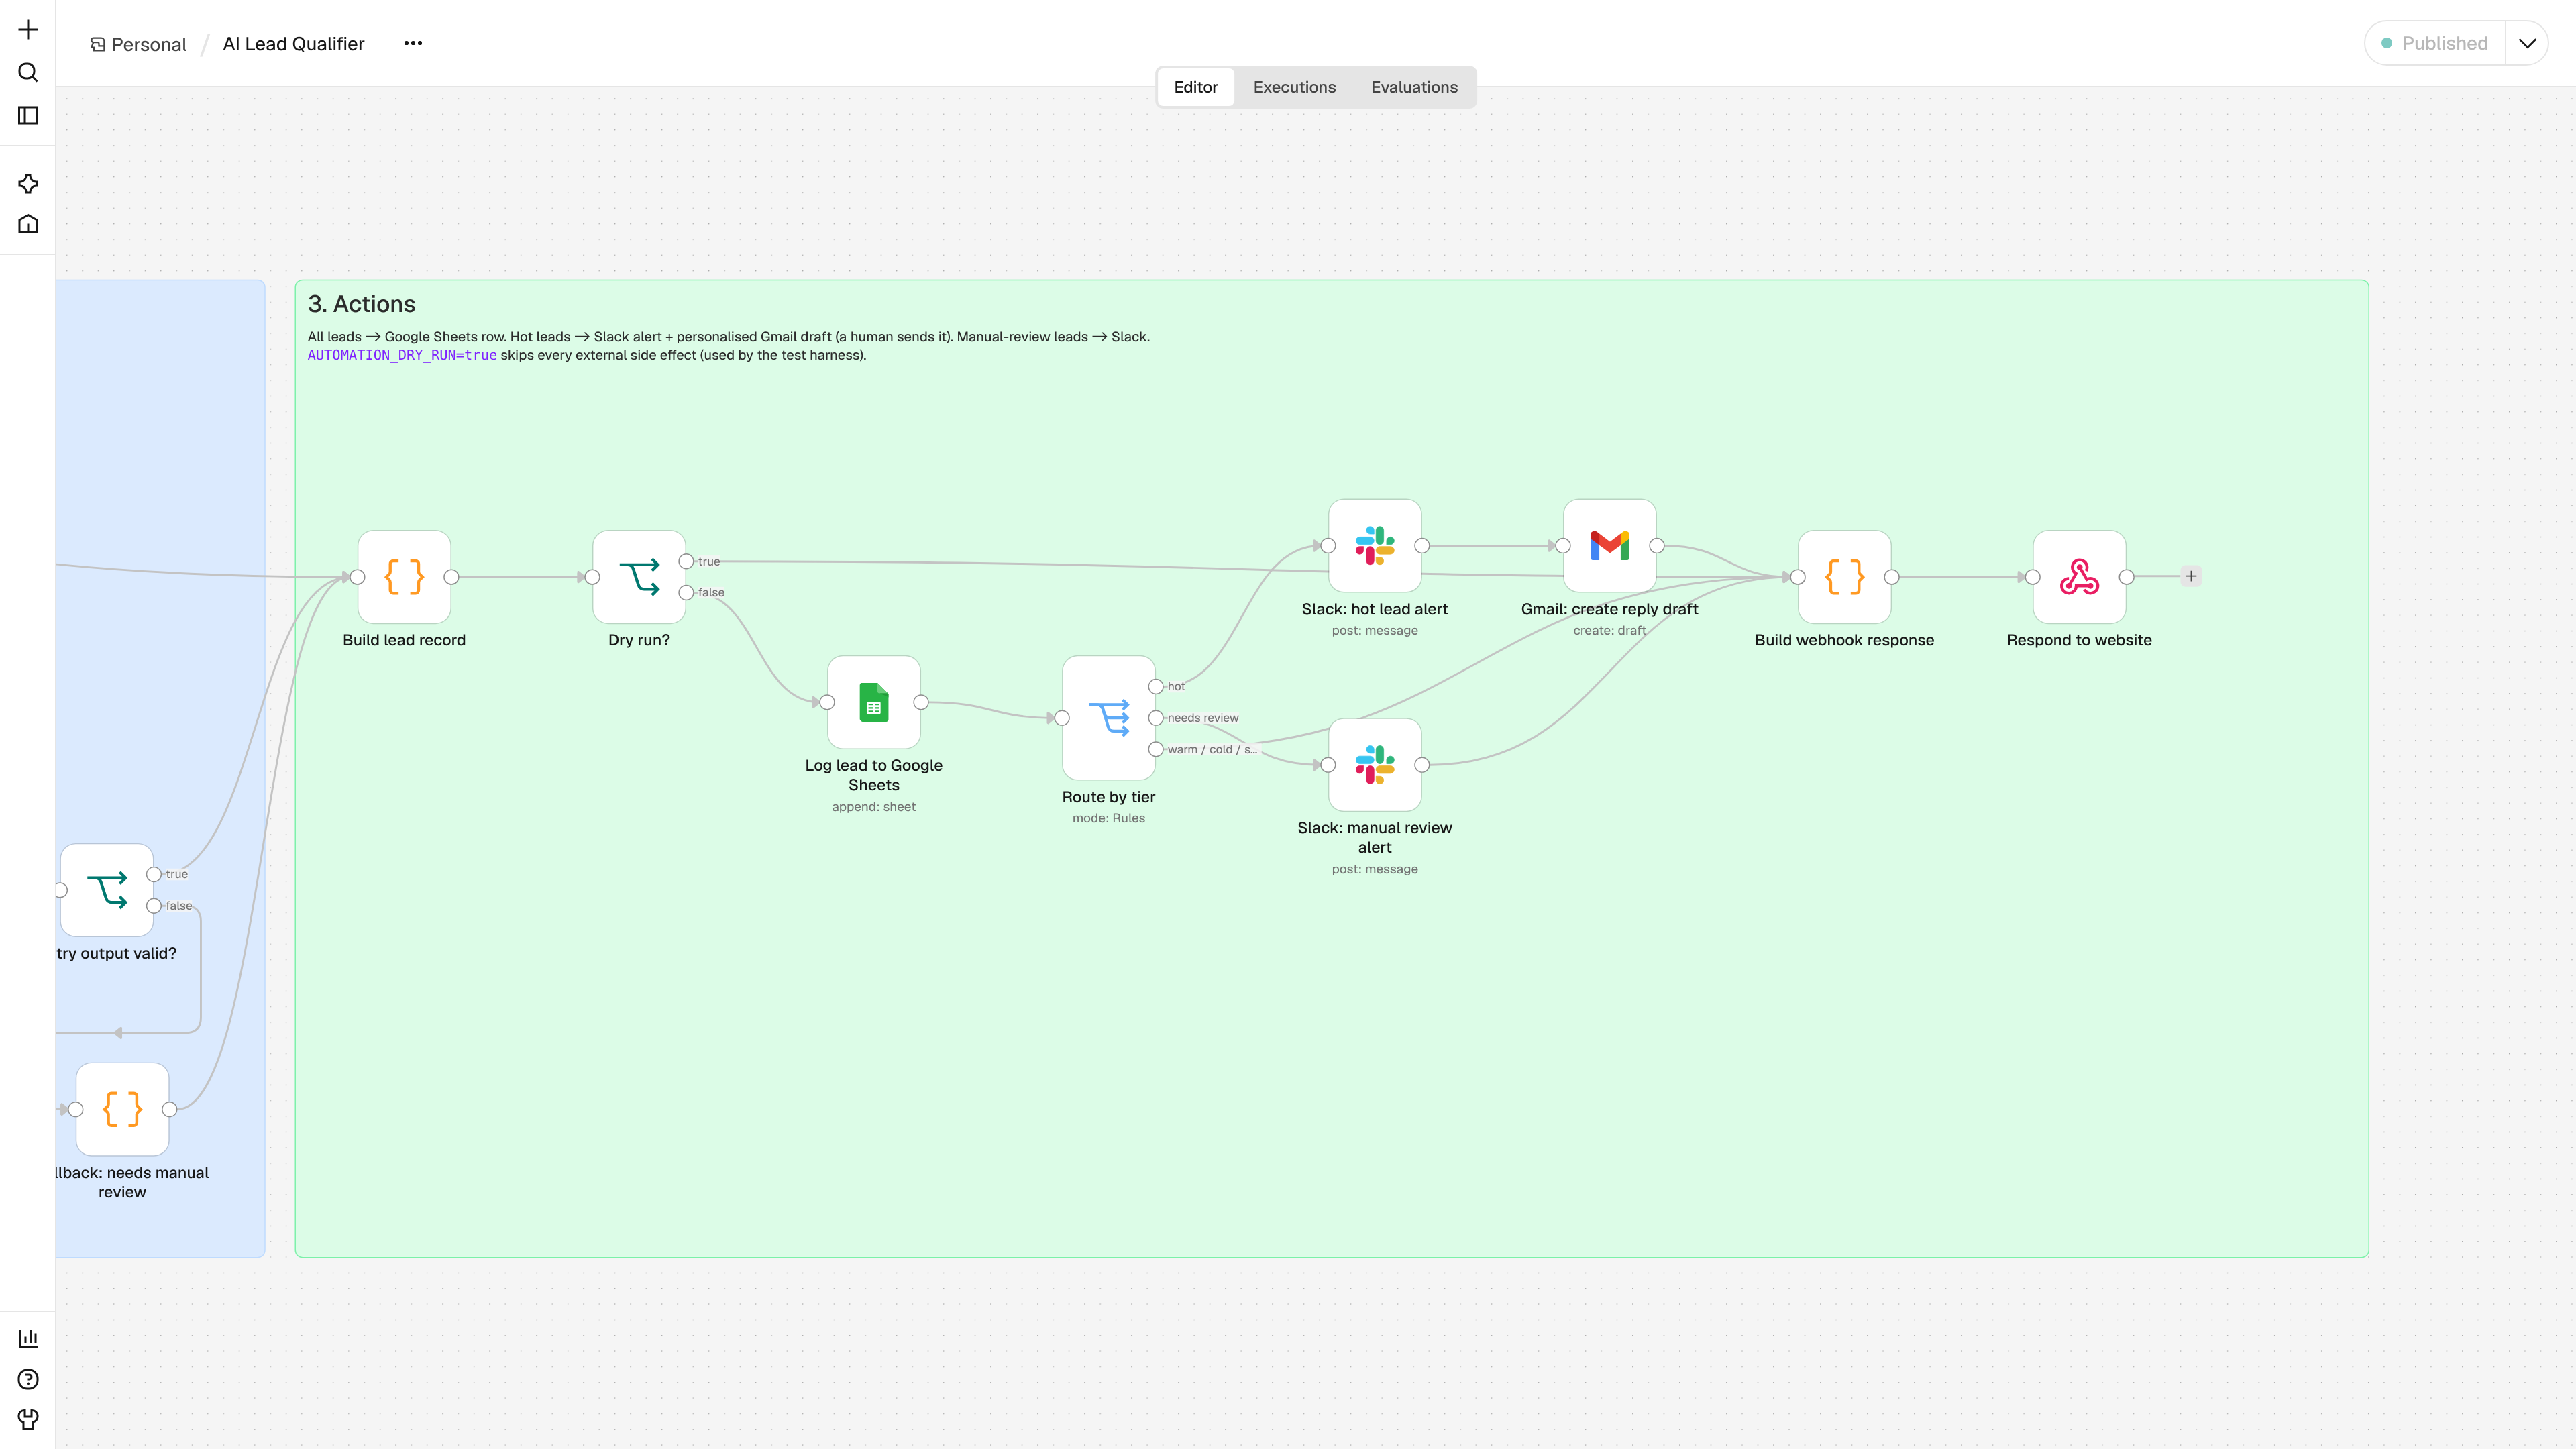 Personal / AI Lead Qualifier
Published
Editor Executions Evaluations
3. Actions
All leads → Google Sheets row. Hot leads → Slack alert + personalised Gmail draft (a human sends it). Manual-review leads → Slack.
AUTOMATION_DRY_RUN=true skips every external side effect (used by the test harness).
Build lead record
Dry run?
true
false
Log lead to Google
Sheets
append: sheet
Route by tier
mode: Rules
hot
needs review
warm / cold / s...
Slack: hot lead alert
post: message
Gmail: create reply draft
create: draft
Slack: manual review
alert
post: message
Build webhook response
Respond to website
true
false
try output valid?
llback: needs manual
review